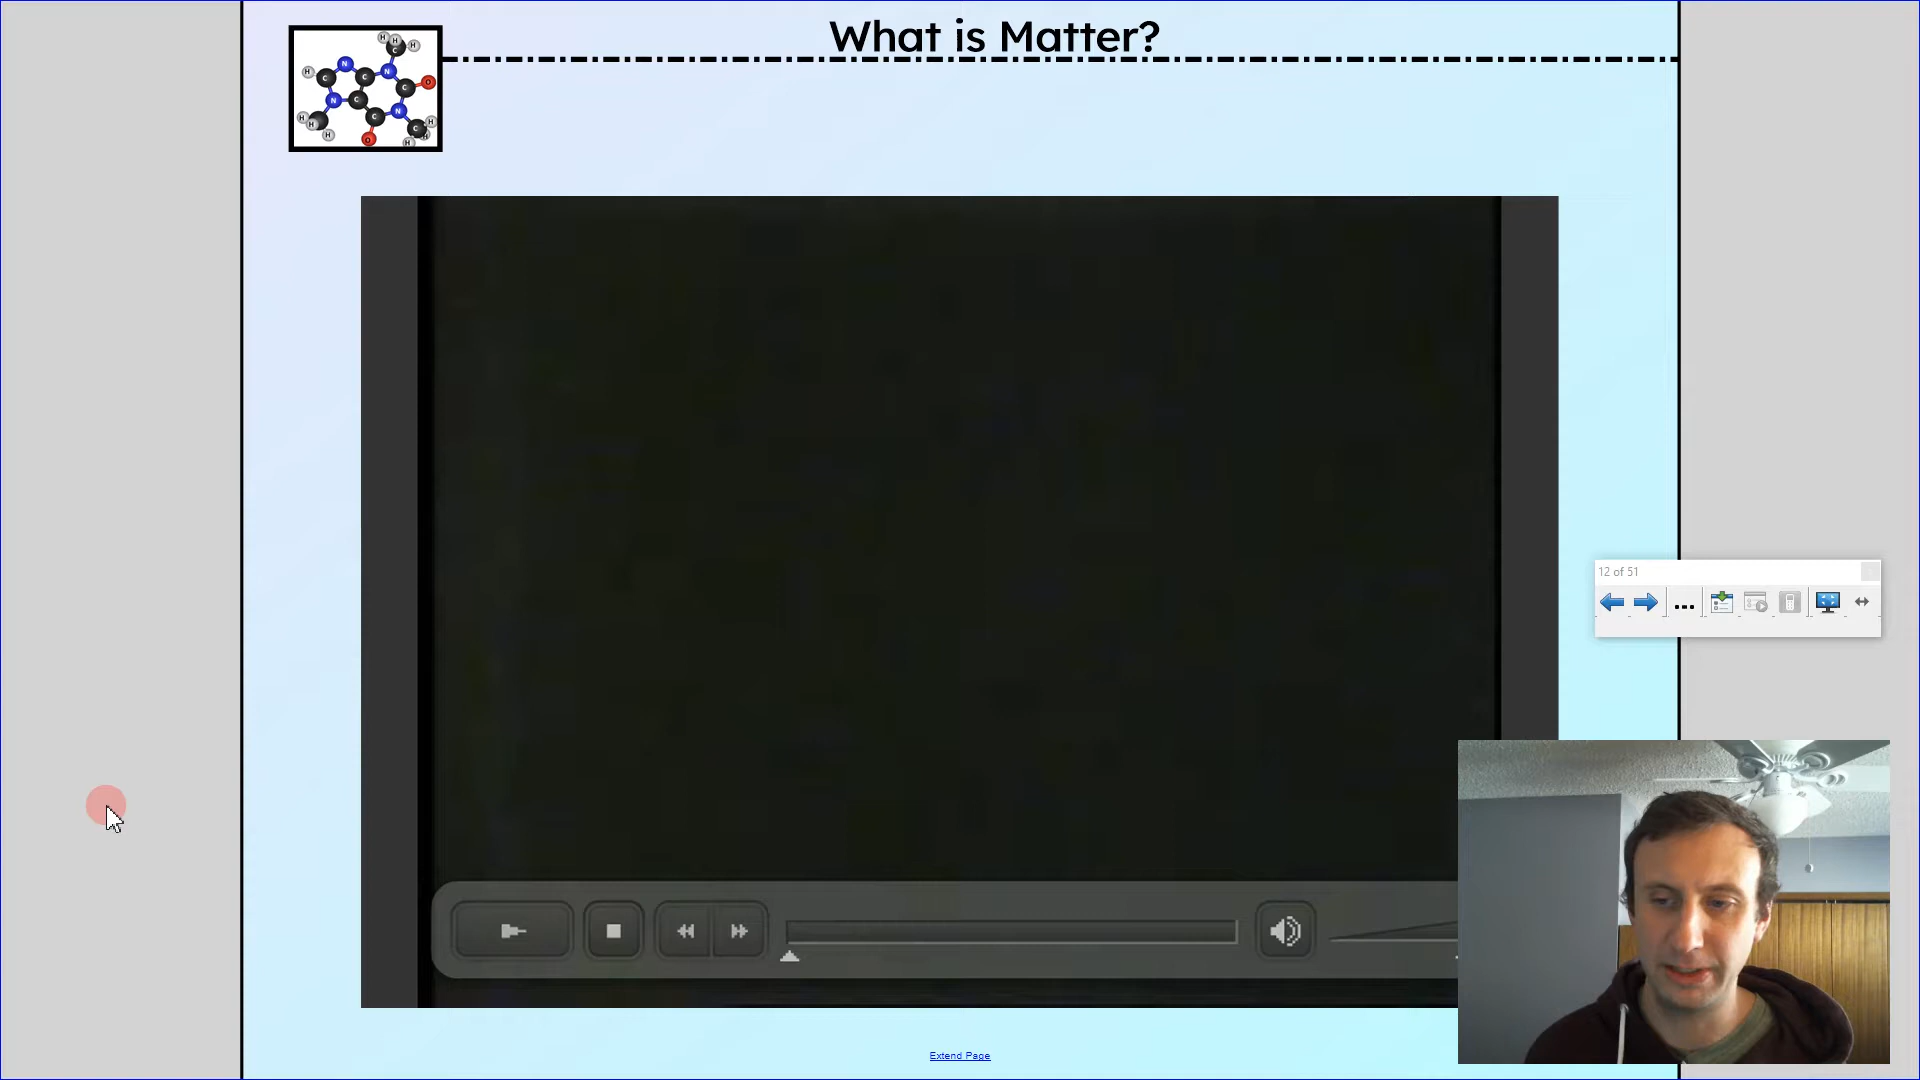 What is Matter?
H H H
C
N
H C C N C O
N C N
H H C C C H
H O H H
12 of 51
Extend Page